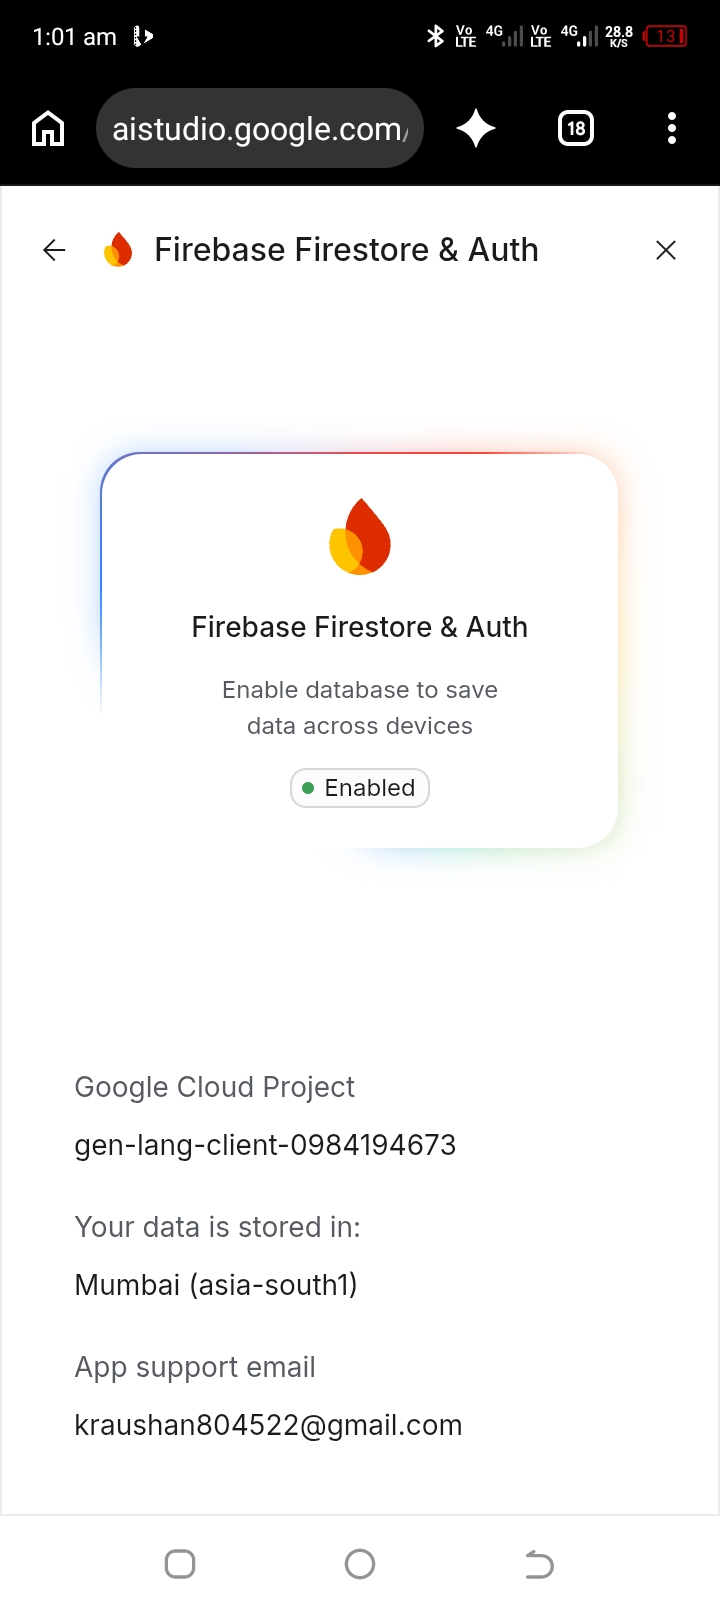 1:01 am
Vo LTE 4G Vo LTE 4G 28.8 K/S 13
aistudio.google.com/
18
Firebase Firestore & Auth
Firebase Firestore & Auth
Enable database to save
data across devices
Enabled
Google Cloud Project
gen-lang-client-0984194673
Your data is stored in:
Mumbai (asia-south1)
App support email
kraushan804522@gmail.com